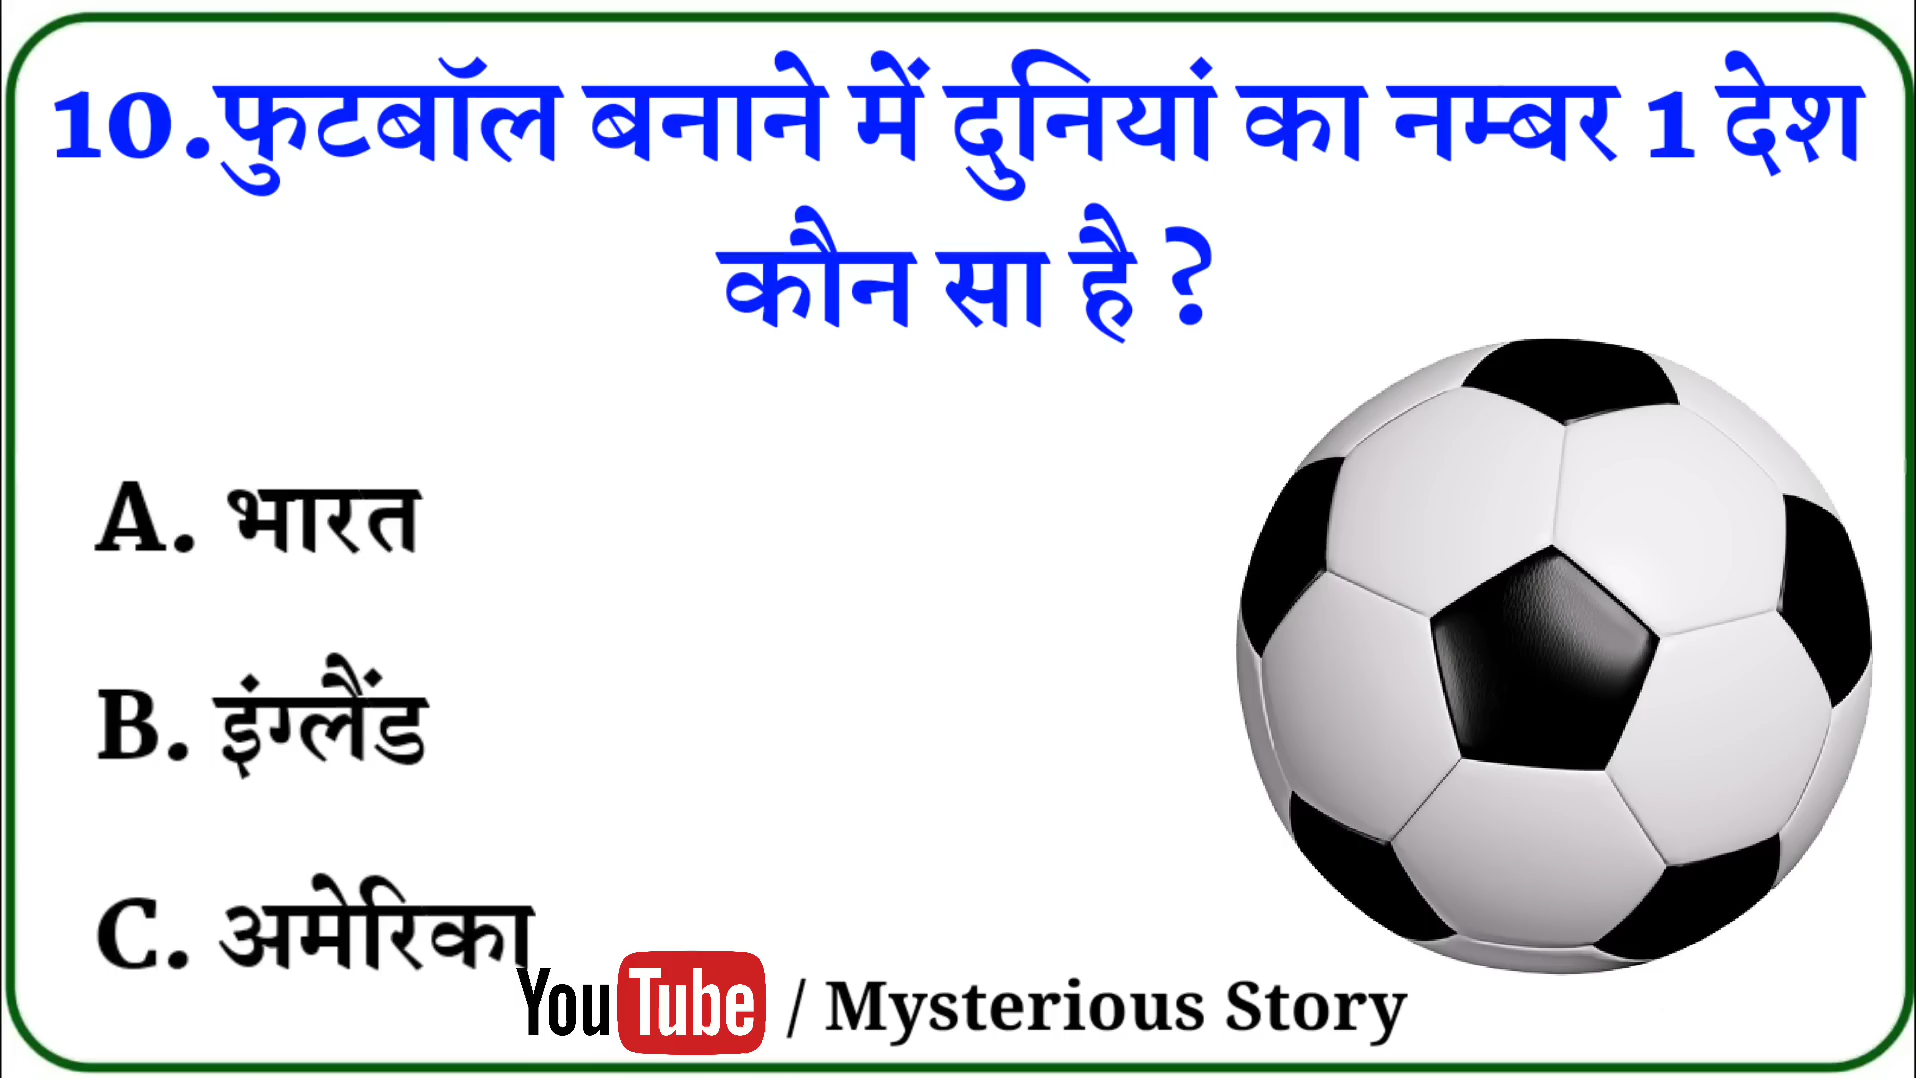 10.फुटबॉल बनाने में दुनियां का नम्बर 1 देश
कौन सा है ?
A. भारत
B. इंग्लैंड
C. अमेरिका
YouTube / Mysterious Story